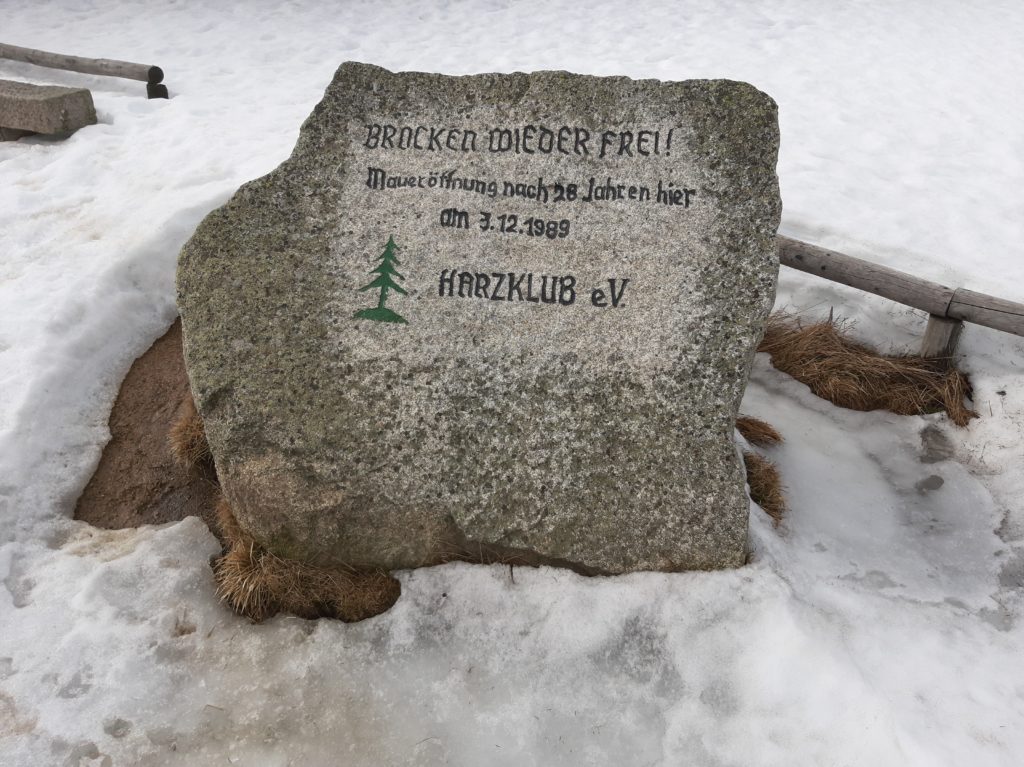 BROCKEN WIEDER FREI!
Maueröffnung nach 28 Jahren hier
am 3.12.1989
HARZKLUB eV.